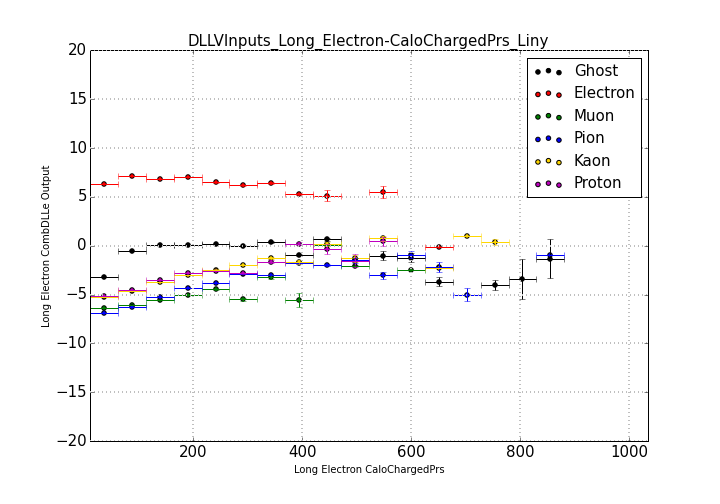 DLLVInputs_Long_Electron-CaloChargedPrs_Liny
20
15
10
5
0
−5
−10
−15
−20
Long Electron CombDLLe Output
Ghost
Electron
Muon
Pion
Kaon
Proton
200 400 600 800 1000
Long Electron CaloChargedPrs